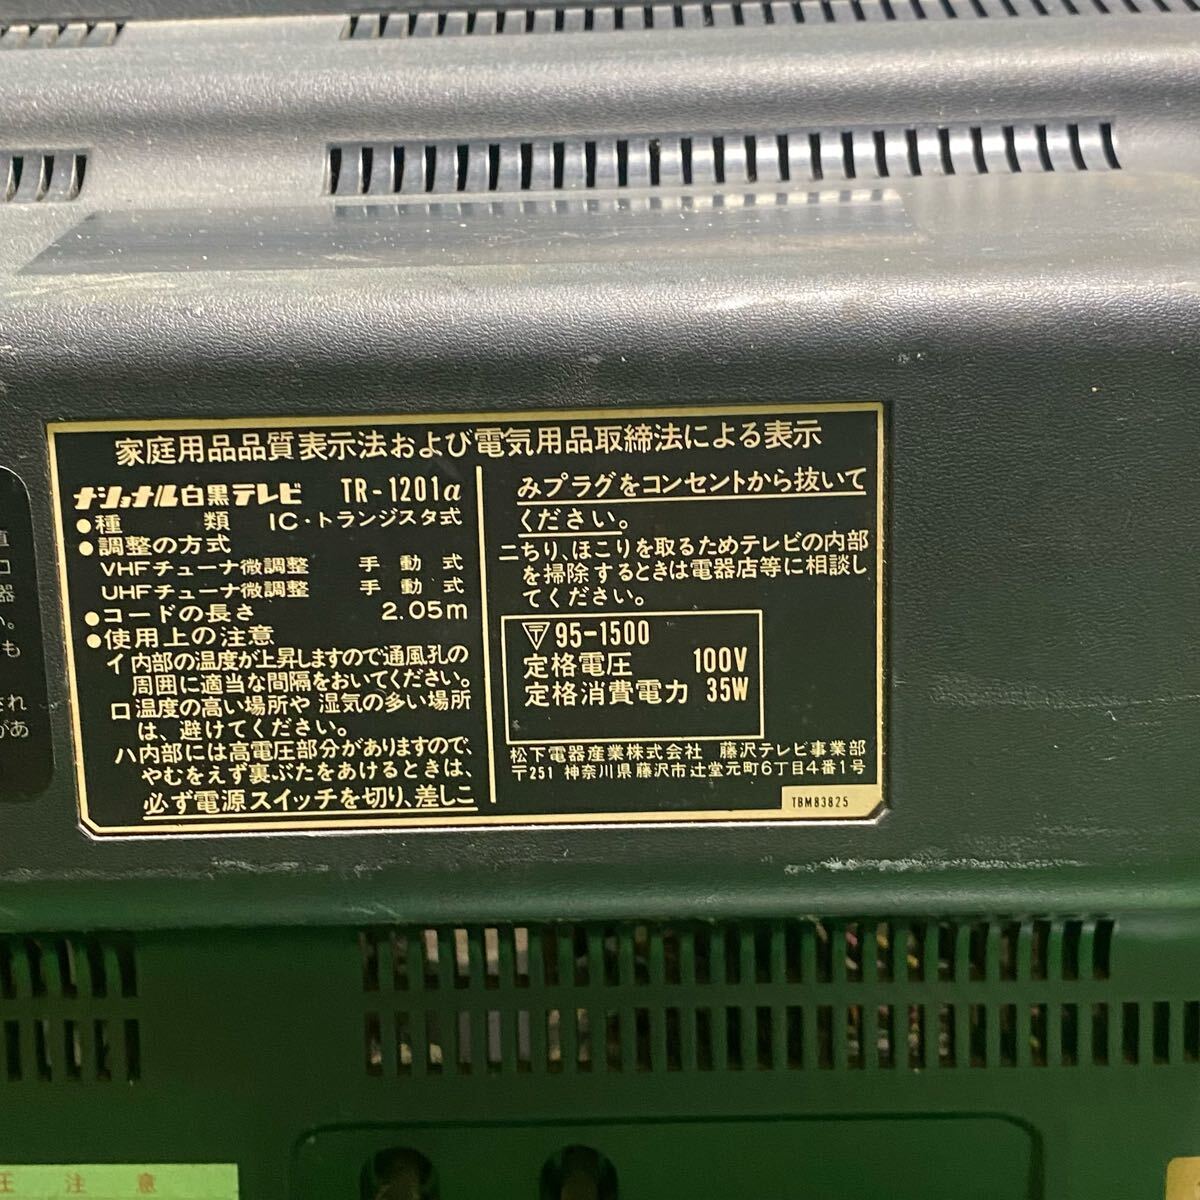 家庭用品品質表示法および電気用品取締法による表示
ナショナル白黒テレビ TR-1201a
●種類 IC・トランジスタ式
●調整の方式
VHFチューナ微調整 手動式
UHFチューナ微調整 手動式
●コードの長さ 2.05m
●使用上の注意
イ内部の温度が上昇しますので通風孔の
周囲に適当な間隔をおいてください。
ロ温度の高い場所や湿気の多い場所
は、避けてください。
ハ内部には高電圧部分がありますので、
やむをえず裏ぶたをあけるときは、
必ず電源スイッチを切り、差しこ
みプラグをコンセントから抜いて
ください。
ニちり、ほこりを取るためテレビの内部
を掃除するときは電器店等に相談し
てください。
〒95-1500
定格電圧 100V
定格消費電力 35W
松下電器産業株式会社 藤沢テレビ事業部
〒251 神奈川県藤沢市辻堂元町6丁目4番1号
TBM83825
ロ
器
い。
も
され
があ
圧注意